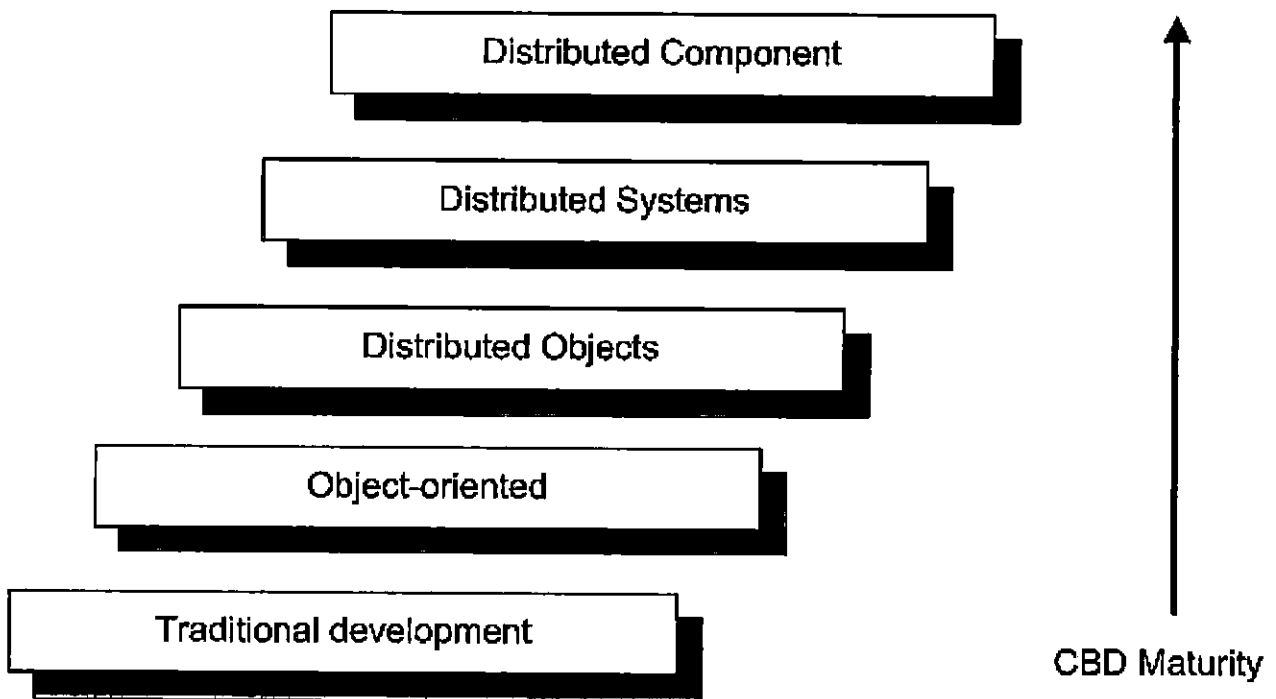 Distributed Component
Distributed Systems
Distributed Objects
Object-oriented
Traditional development
CBD Maturity